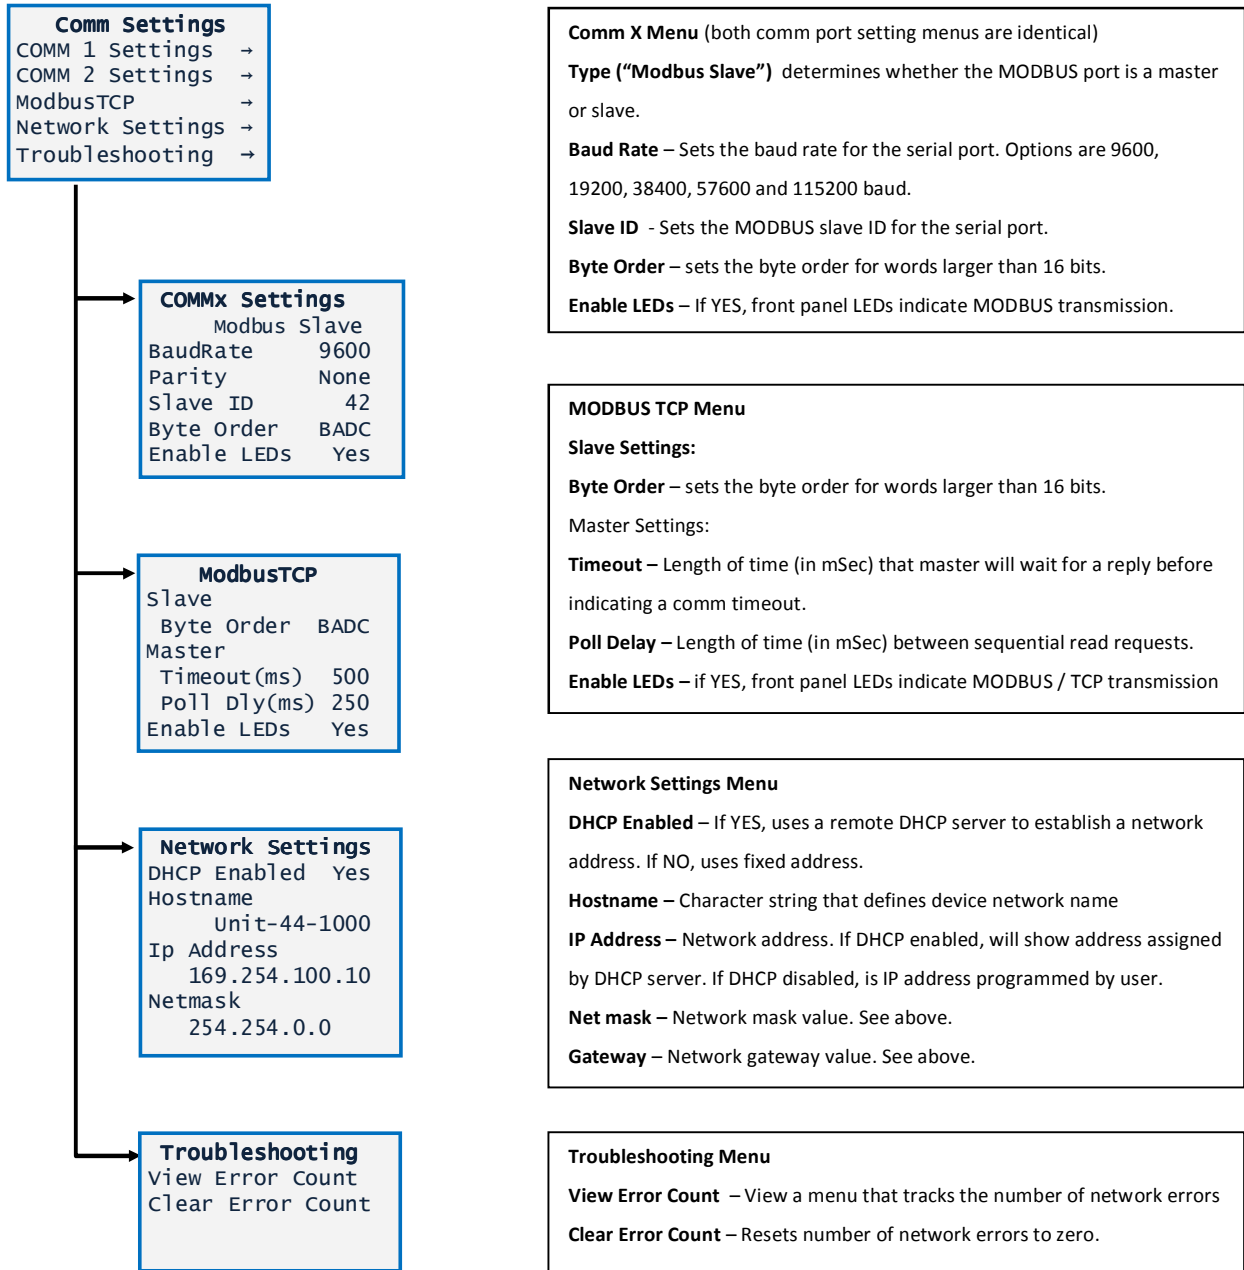 Comm Settings
COMM 1 Settings →
COMM 2 Settings →
ModbusTCP →
Network Settings →
Troubleshooting →
Comm X Menu (both comm port setting menus are identical)
Type (“Modbus Slave”) determines whether the MODBUS port is a master
or slave.
Baud Rate – Sets the baud rate for the serial port. Options are 9600,
19200, 38400, 57600 and 115200 baud.
Slave ID - Sets the MODBUS slave ID for the serial port.
Byte Order – sets the byte order for words larger than 16 bits.
Enable LEDs – If YES, front panel LEDs indicate MODBUS transmission.
COMMx Settings
Modbus Slave
BaudRate 9600
Parity None
Slave ID 42
Byte Order BADC
Enable LEDs Yes
MODBUS TCP Menu
Slave Settings:
Byte Order – sets the byte order for words larger than 16 bits.
Master Settings:
Timeout – Length of time (in mSec) that master will wait for a reply before
indicating a comm timeout.
Poll Delay – Length of time (in mSec) between sequential read requests.
Enable LEDs – if YES, front panel LEDs indicate MODBUS / TCP transmission
ModbusTCP
Slave
Byte Order BADC
Master
Timeout(ms) 500
Poll Dly(ms) 250
Enable LEDs Yes
Network Settings Menu
DHCP Enabled – If YES, uses a remote DHCP server to establish a network
address. If NO, uses fixed address.
Hostname – Character string that defines device network name
IP Address – Network address. If DHCP enabled, will show address assigned
by DHCP server. If DHCP disabled, is IP address programmed by user.
Net mask – Network mask value. See above.
Gateway – Network gateway value. See above.
Network Settings
DHCP Enabled Yes
Hostname
Unit-44-1000
Ip Address
169.254.100.10
Netmask
254.254.0.0
Troubleshooting
View Error Count
Clear Error Count
Troubleshooting Menu
View Error Count – View a menu that tracks the number of network errors
Clear Error Count – Resets number of network errors to zero.